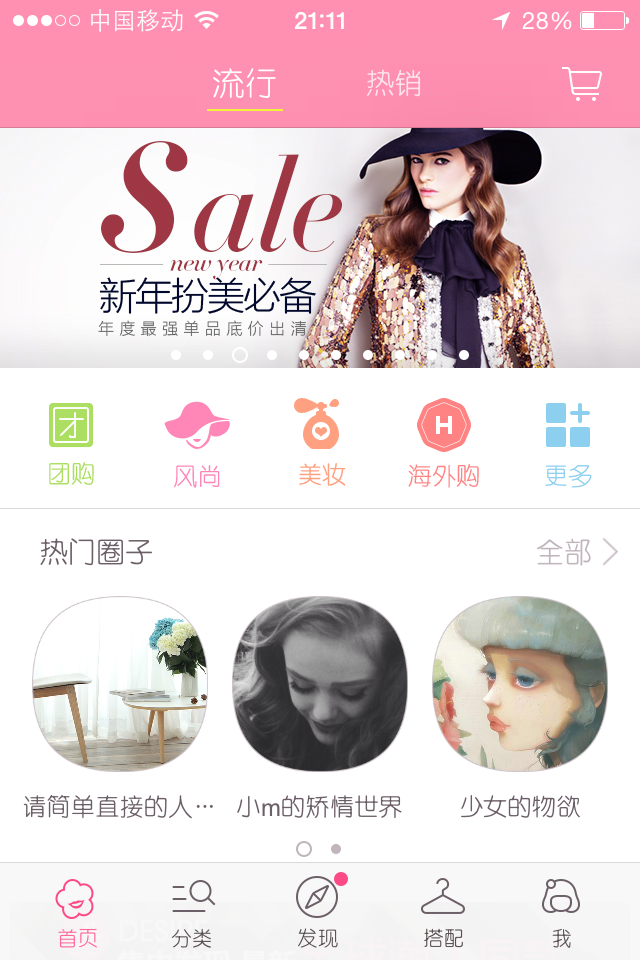 中国移动 21:11 28%
流行 热销
Sale
new year
新年扮美必备
年度最强单品底价出清
团
H
团购 风尚 美妆 海外购 更多
热门圈子 全部
请简单直接的人… 小m的矫情世界 少女的物欲
首页 分类 发现 搭配 我